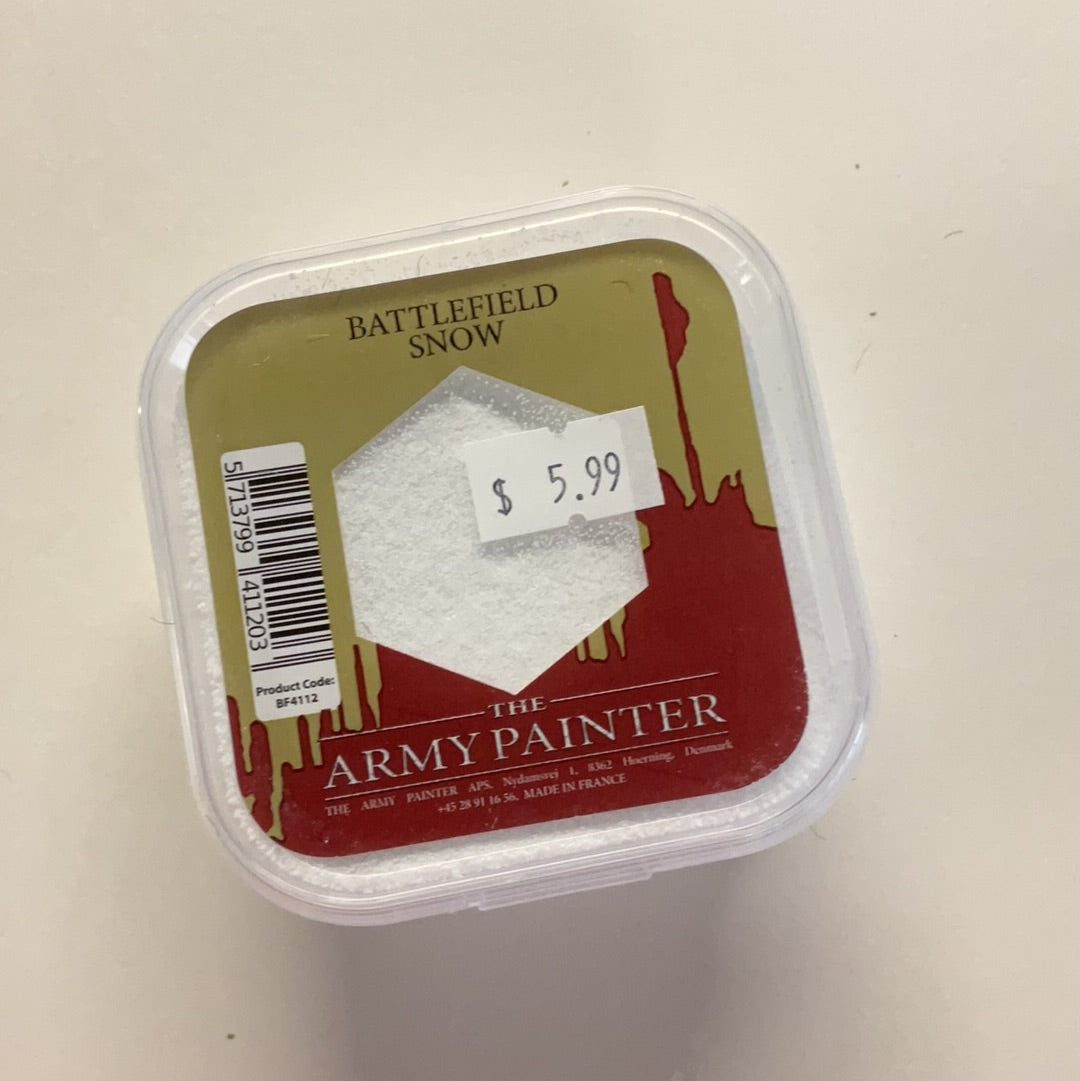 BATTLEFIELD
SNOW
$ 5.99
5 713799 411203
Product Code:
BF4112
THE
ARMY PAINTER
THE ARMY PAINTER APS. Nydamsvej 1, 8362 Hoerning, Denmark
+45 28 91 16 56. MADE IN FRANCE